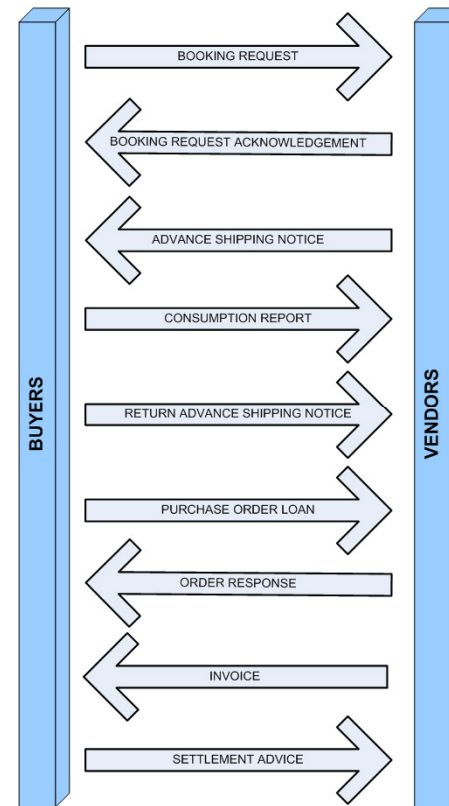 BOOKING REQUEST
BOOKING REQUEST ACKNOWLEDGEMENT
ADVANCE SHIPPING NOTICE
CONSUMPTION REPORT
BUYERS
RETURN ADVANCE SHIPPING NOTICE
VENDORS
PURCHASE ORDER LOAN
ORDER RESPONSE
INVOICE
SETTLEMENT ADVICE